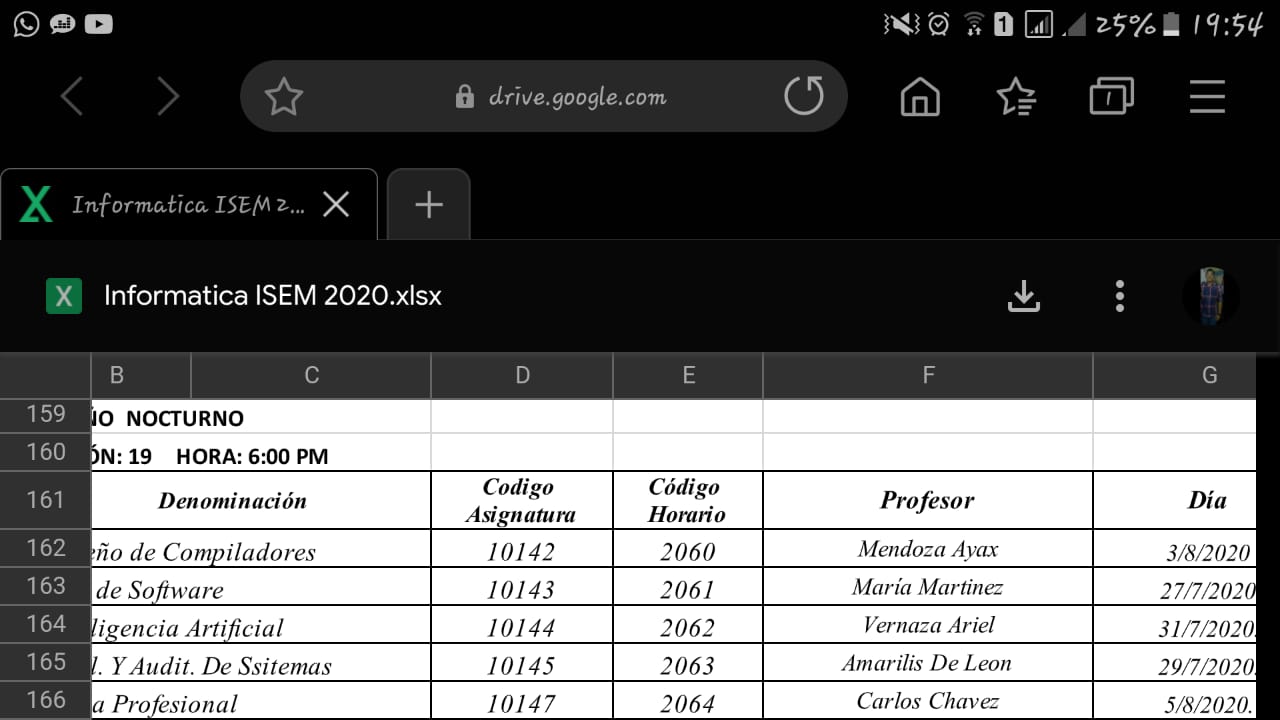 1 25% 19:54
drive.google.com
1
Informatica ISEM 2...
X Informatica ISEM 2020.xlsx
B C D E F G
159 ÑO NOCTURNO
160 ÓN: 19 HORA: 6:00 PM
161 Denominación Codigo Asignatura Código Horario Profesor Día
162 eño de Compiladores 10142 2060 Mendoza Ayax 3/8/2020
163 de Software 10143 2061 María Martinez 27/7/2020
164 ligencia Artificial 10144 2062 Vernaza Ariel 31/7/2020.
165 l. Y Audit. De Ssitemas 10145 2063 Amarilis De Leon 29/7/2020.
166 a Profesional 10147 2064 Carlos Chavez 5/8/2020.